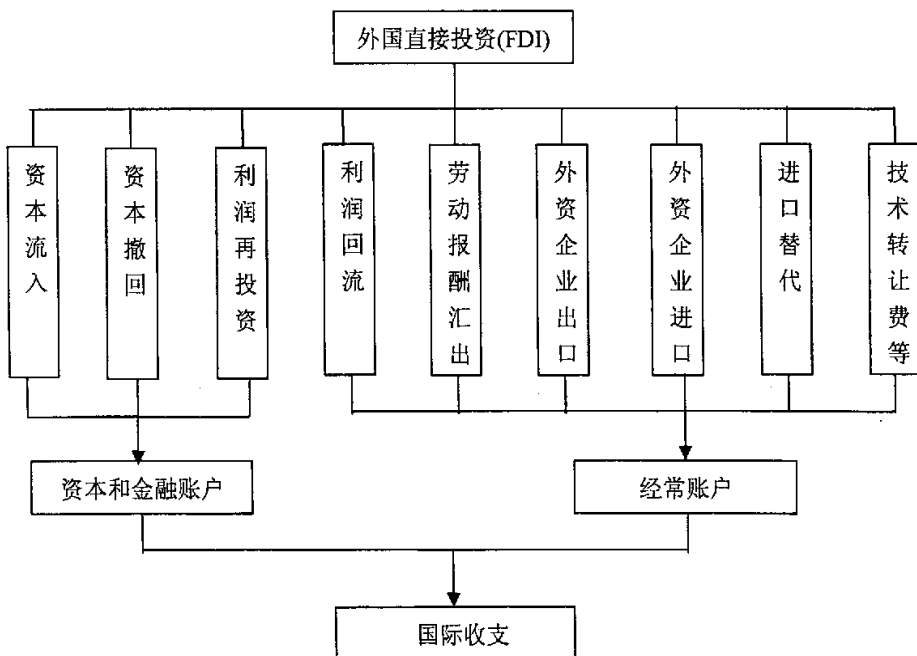 外国直接投资(FDI)
资本流入
资本撤回
利润再投资
利润回流
劳动报酬汇出
外资企业出口
外资企业进口
进口替代
技术转让费等
资本和金融账户
经常账户
国际收支